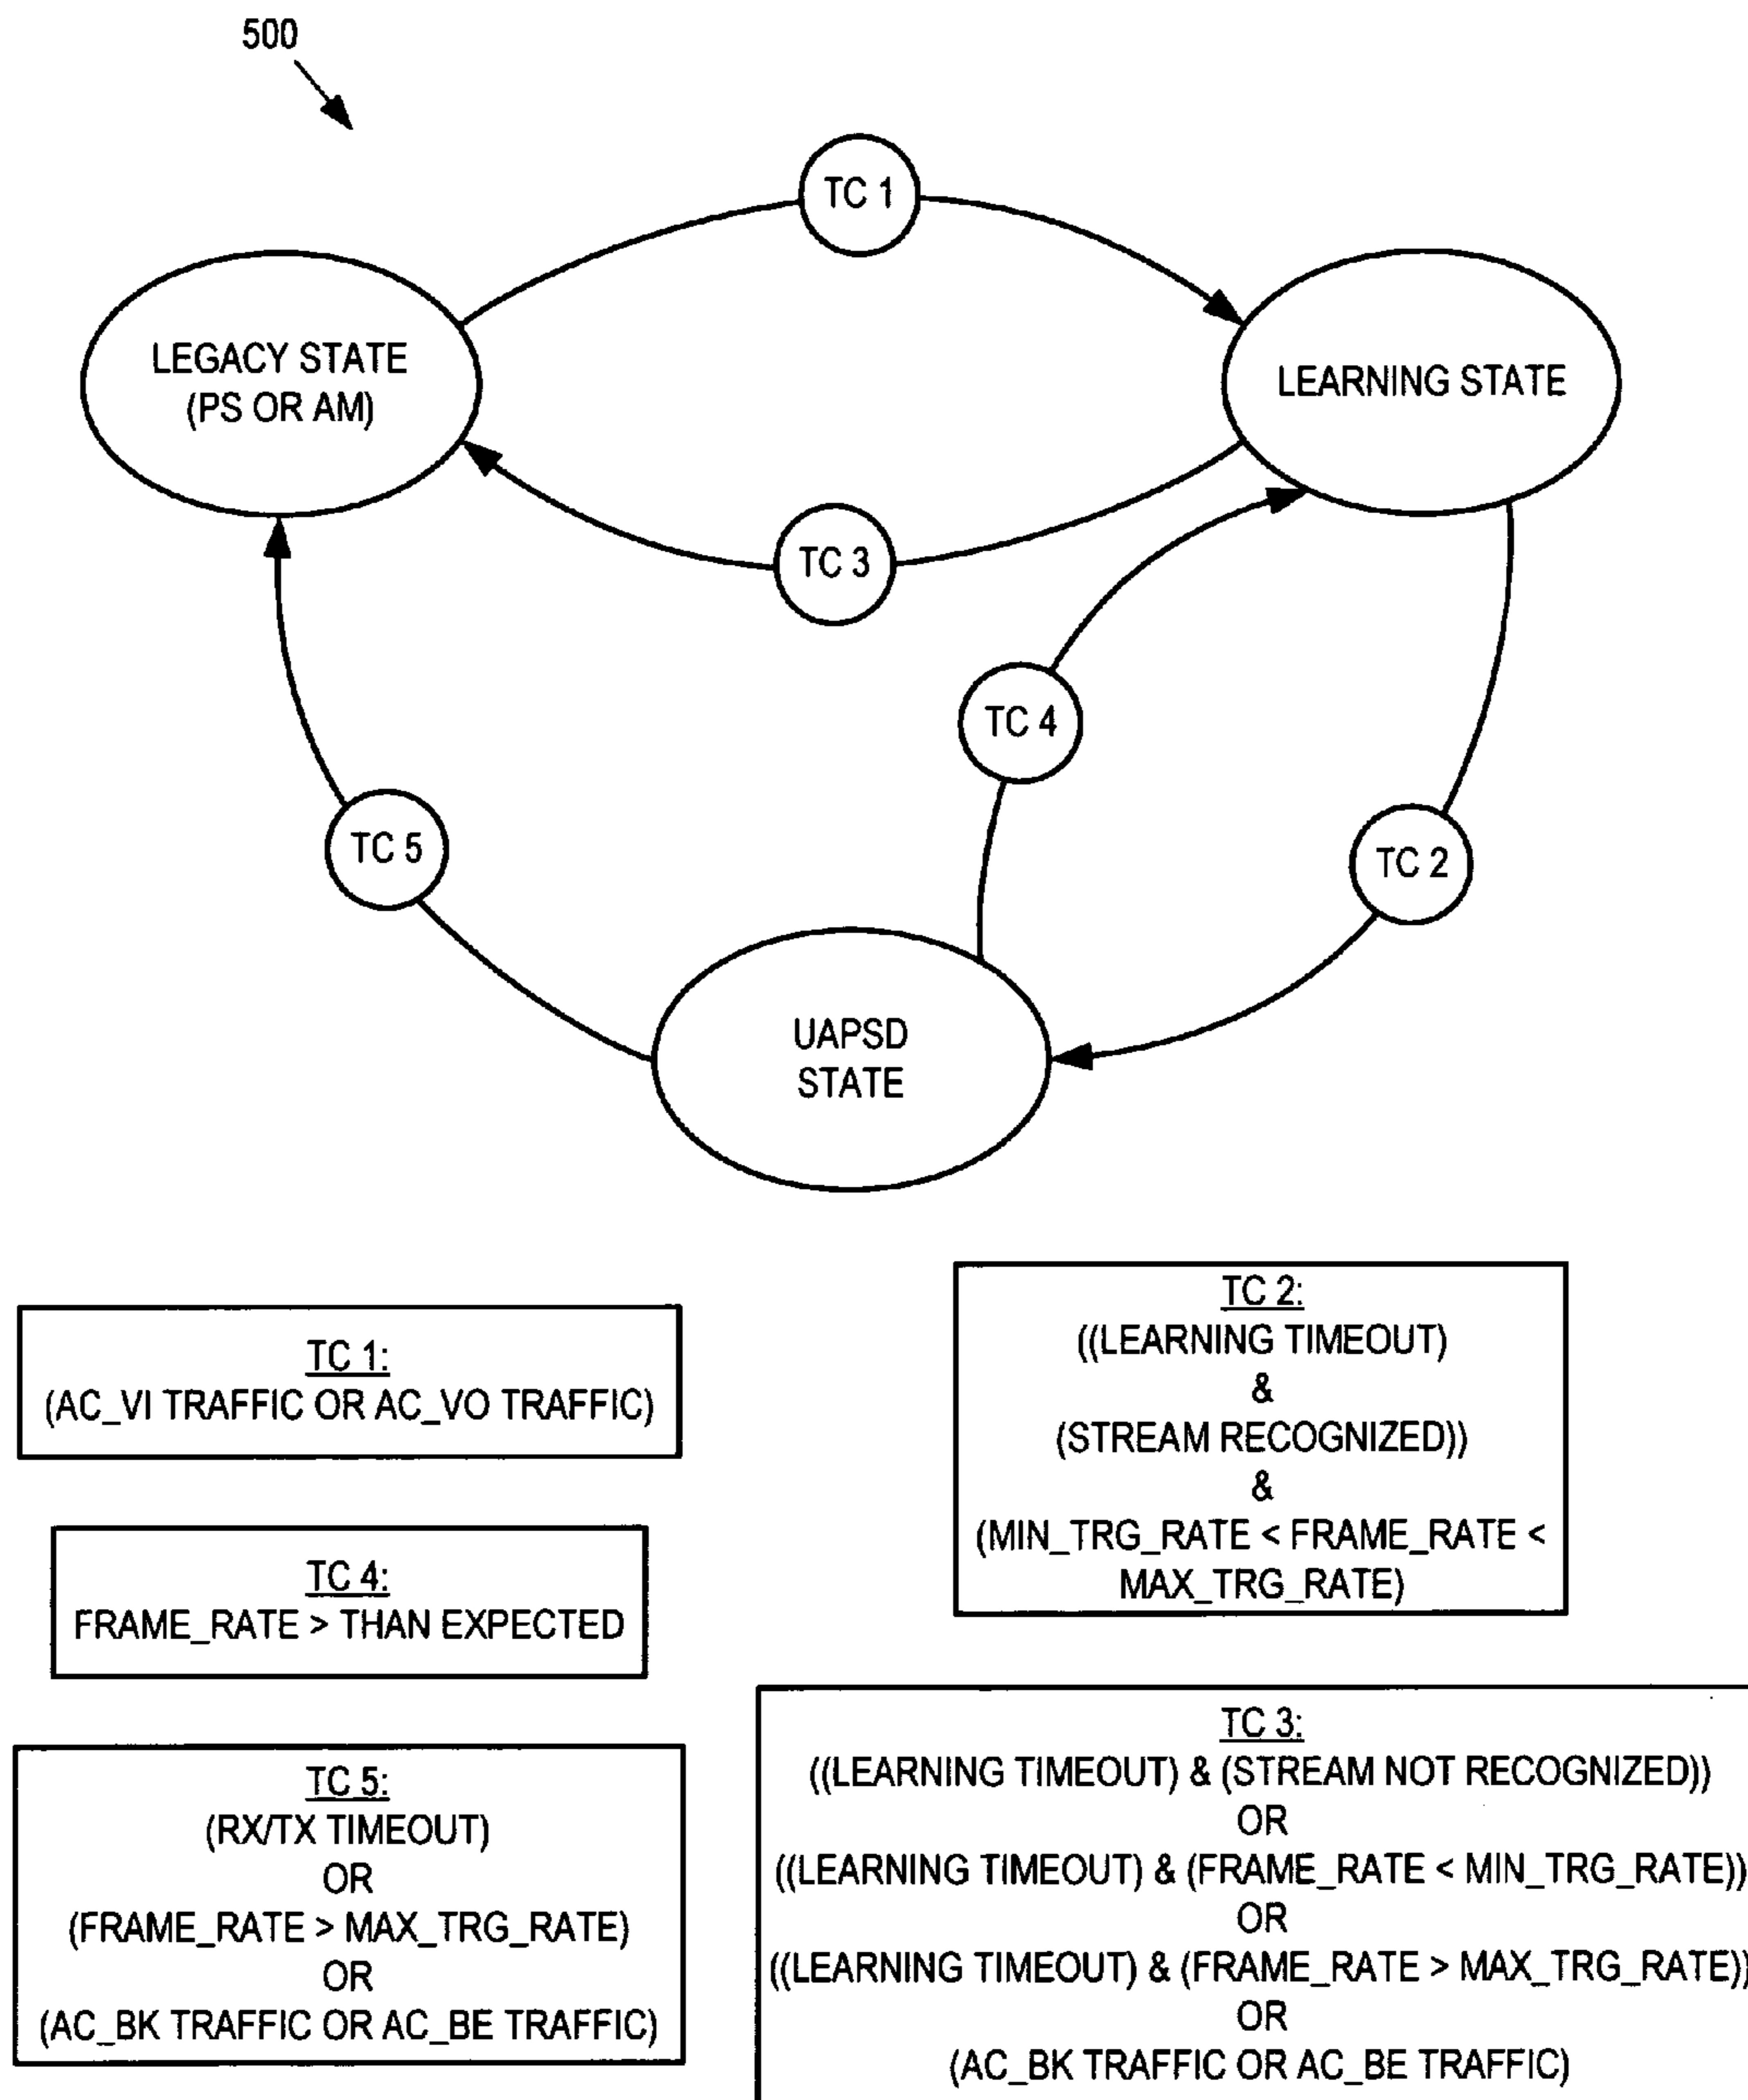 500
TC 1
LEGACY STATE
(PS OR AM)
LEARNING STATE
TC 3
TC 4
TC 5
TC 2
UAPSD
STATE
TC 1:
(AC_VI TRAFFIC OR AC_VO TRAFFIC)
TC 2:
((LEARNING TIMEOUT)
&
(STREAM RECOGNIZED))
&
(MIN_TRG_RATE < FRAME_RATE <
MAX_TRG_RATE)
TC 4:
FRAME_RATE > THAN EXPECTED
TC 5:
(RX/TX TIMEOUT)
OR
(FRAME_RATE > MAX_TRG_RATE)
OR
(AC_BK TRAFFIC OR AC_BE TRAFFIC)
TC 3:
((LEARNING TIMEOUT) & (STREAM NOT RECOGNIZED))
OR
((LEARNING TIMEOUT) & (FRAME_RATE < MIN_TRG_RATE))
OR
((LEARNING TIMEOUT) & (FRAME_RATE > MAX_TRG_RATE))
OR
(AC_BK TRAFFIC OR AC_BE TRAFFIC)